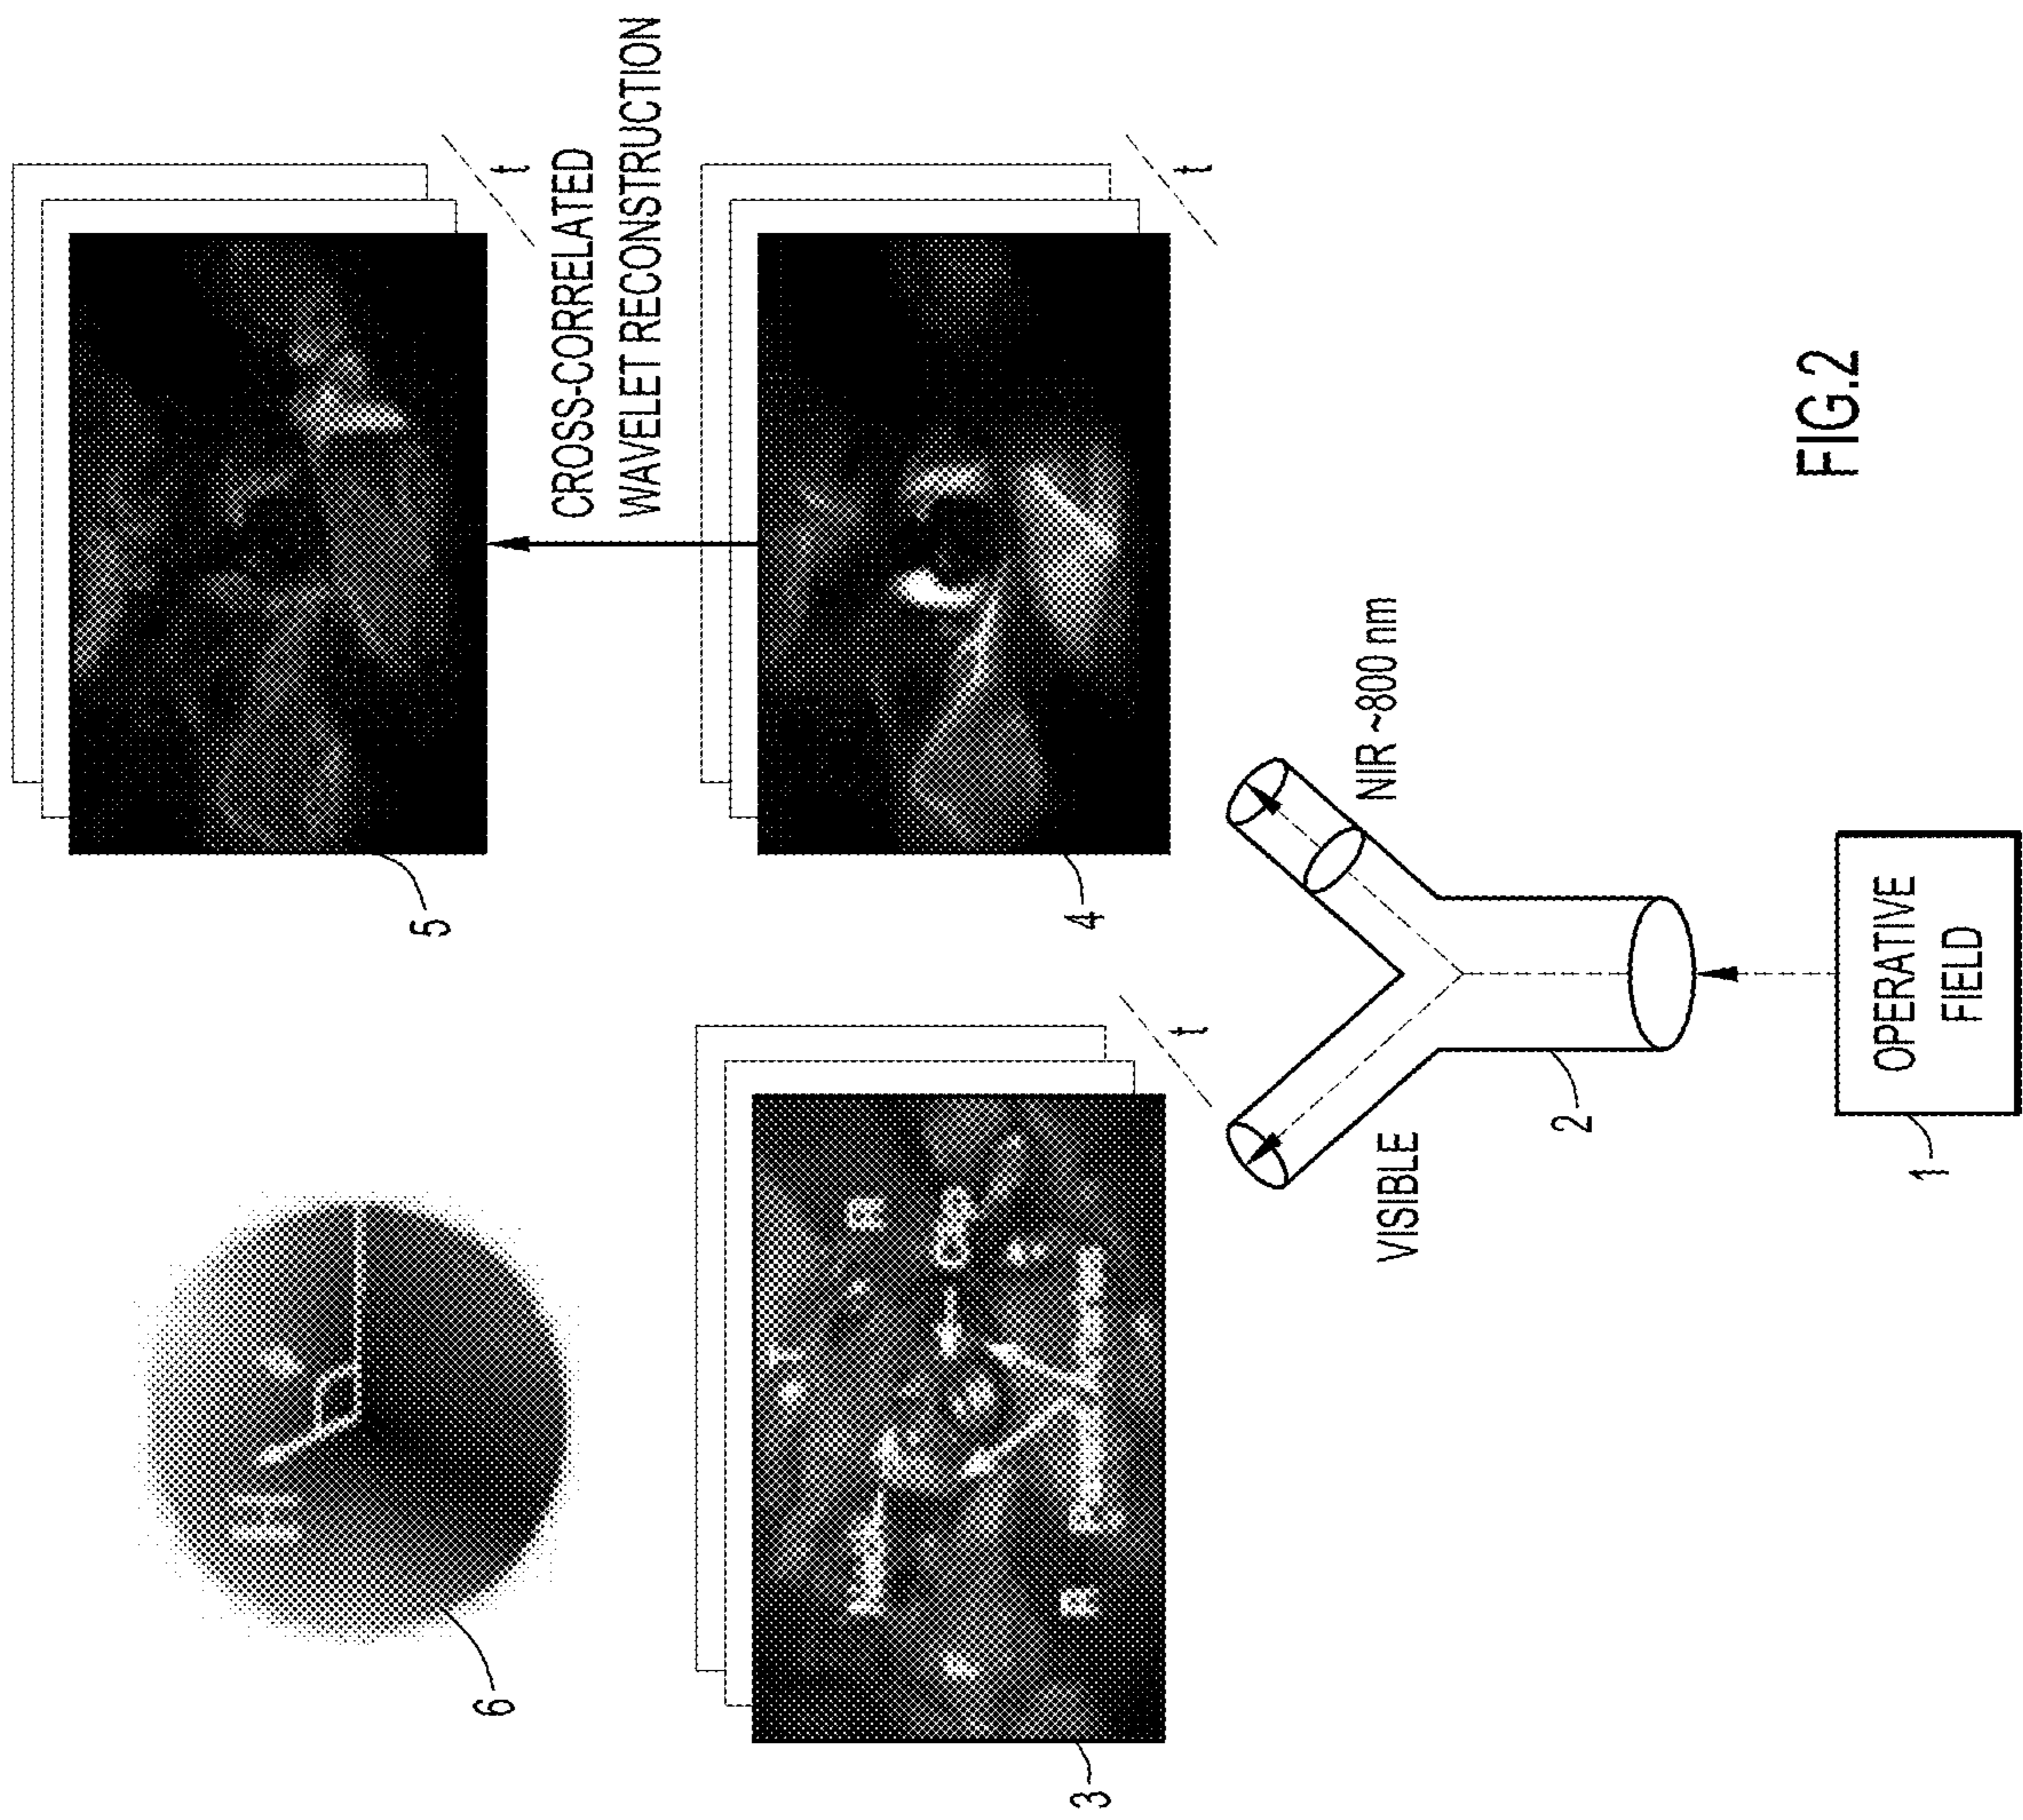 6
5
t
CROSS-CORRELATED
WAVELET RECONSTRUCTION
3
t
4
t
VISIBLE
NIR ~800 nm
2
1
OPERATIVE
FIELD
FIG.2